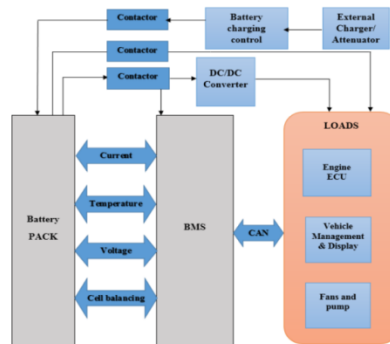 Contactor
Battery
charging
control
External
Charger/
Attenuator
Contactor
Contactor
DC/DC
Converter
LOADS
Current
Engine
ECU
Temperature
Battery
PACK
BMS
CAN
Vehicle
Management
& Display
Voltage
Cell balancing
Fans and
pump